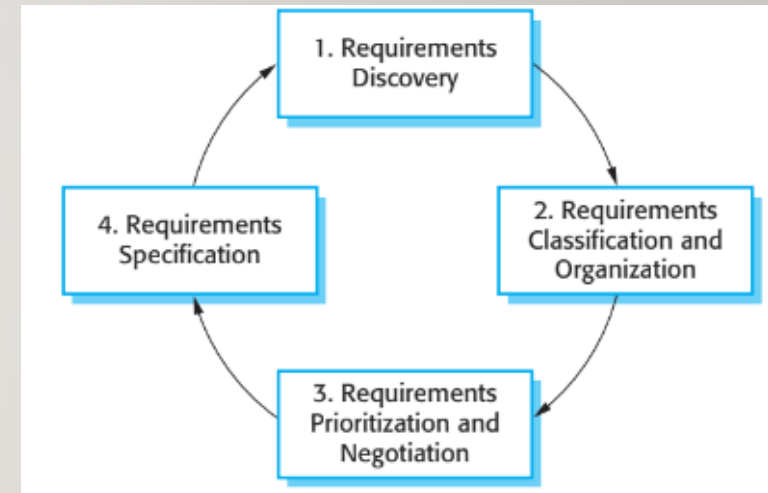 1. Requirements
Discovery
2. Requirements
Classification and
Organization
3. Requirements
Prioritization and
Negotiation
4. Requirements
Specification